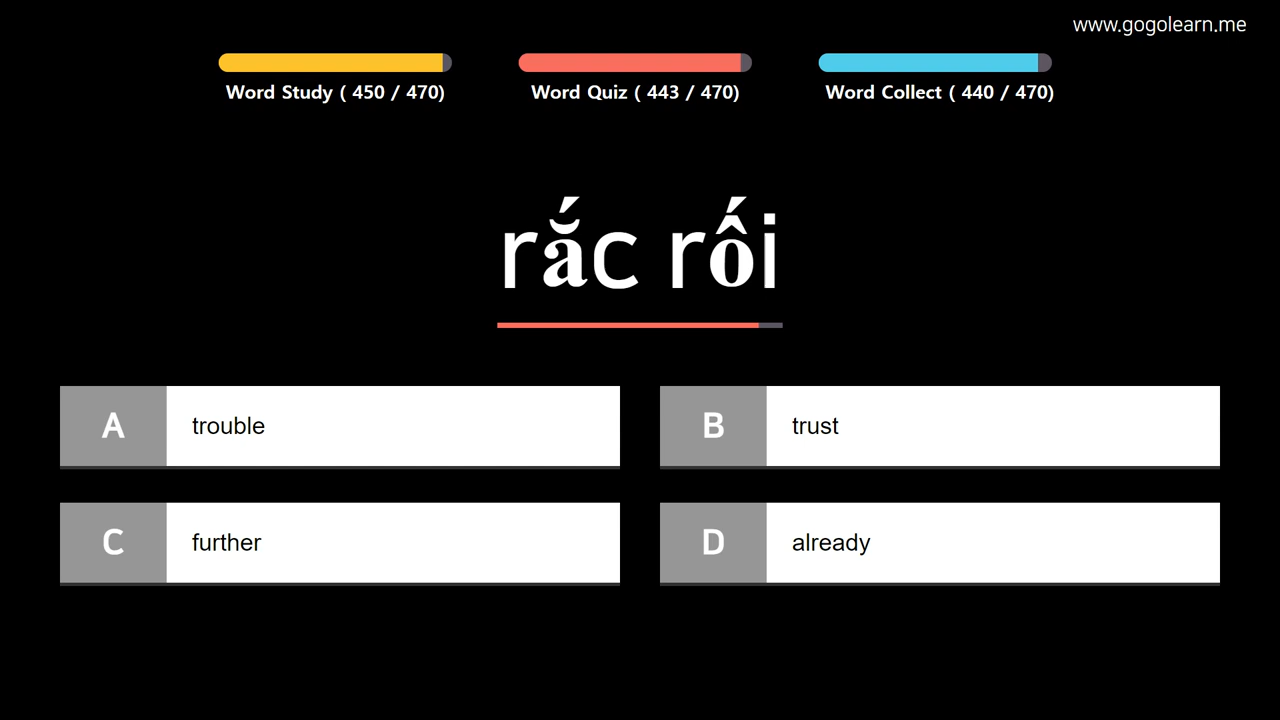 www.gogolearn.me
Word Study ( 450 / 470)
Word Quiz ( 443 / 470)
Word Collect ( 440 / 470)
rắc rối
A trouble
B trust
C further
D already